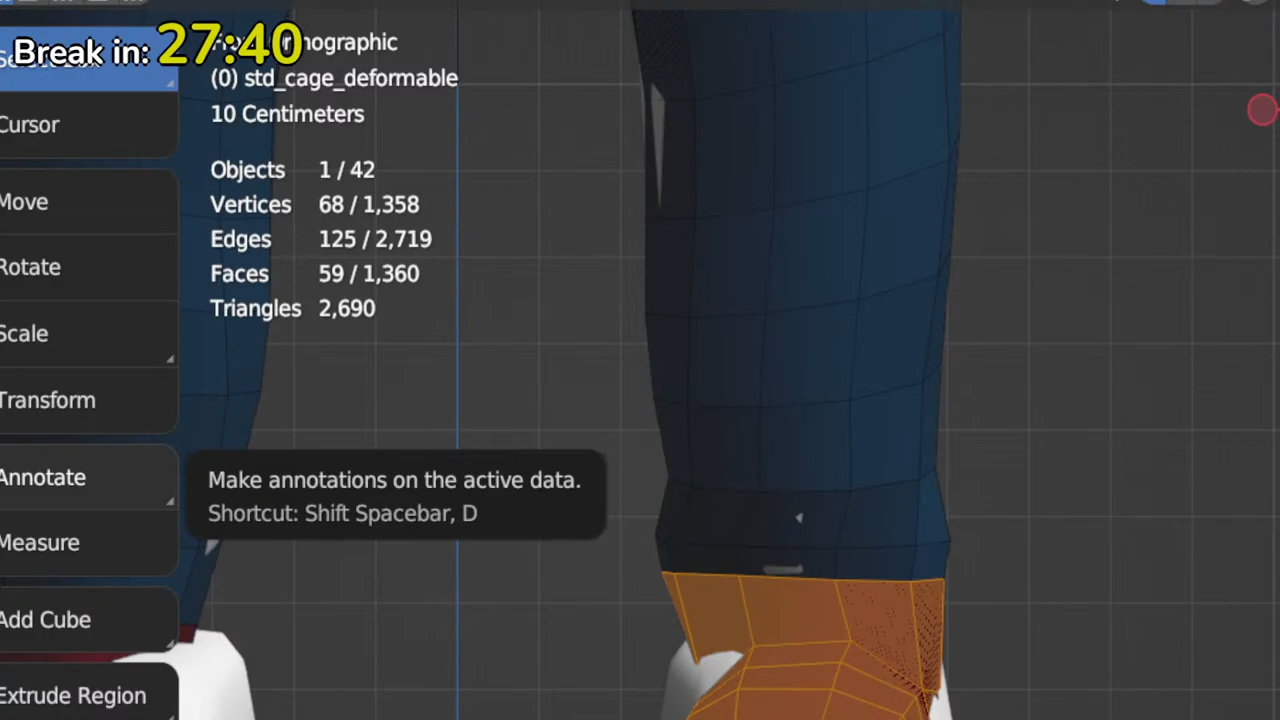 Break in: 27:40
(0) std_cage_deformable
10 Centimeters
Objects 1 / 42
Vertices 68 / 1,358
Edges 125 / 2,719
Faces 59 / 1,360
Triangles 2,690
Cursor
Move
Rotate
Scale
Transform
Annotate
Measure
Add Cube
Extrude Region
Make annotations on the active data.
Shortcut: Shift Spacebar, D